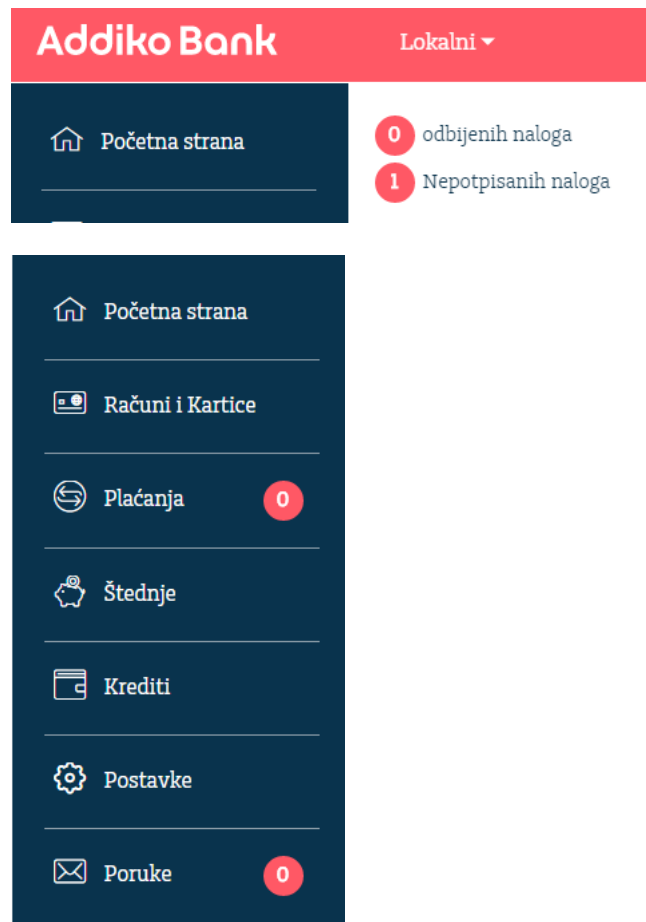 Addiko Bank Lokalni
Početna strana
0 odbijenih naloga
1 Nepotpisanih naloga
Početna strana
Računi i Kartice
Plaćanja 0
Štednje
Krediti
Postavke
Poruke 0